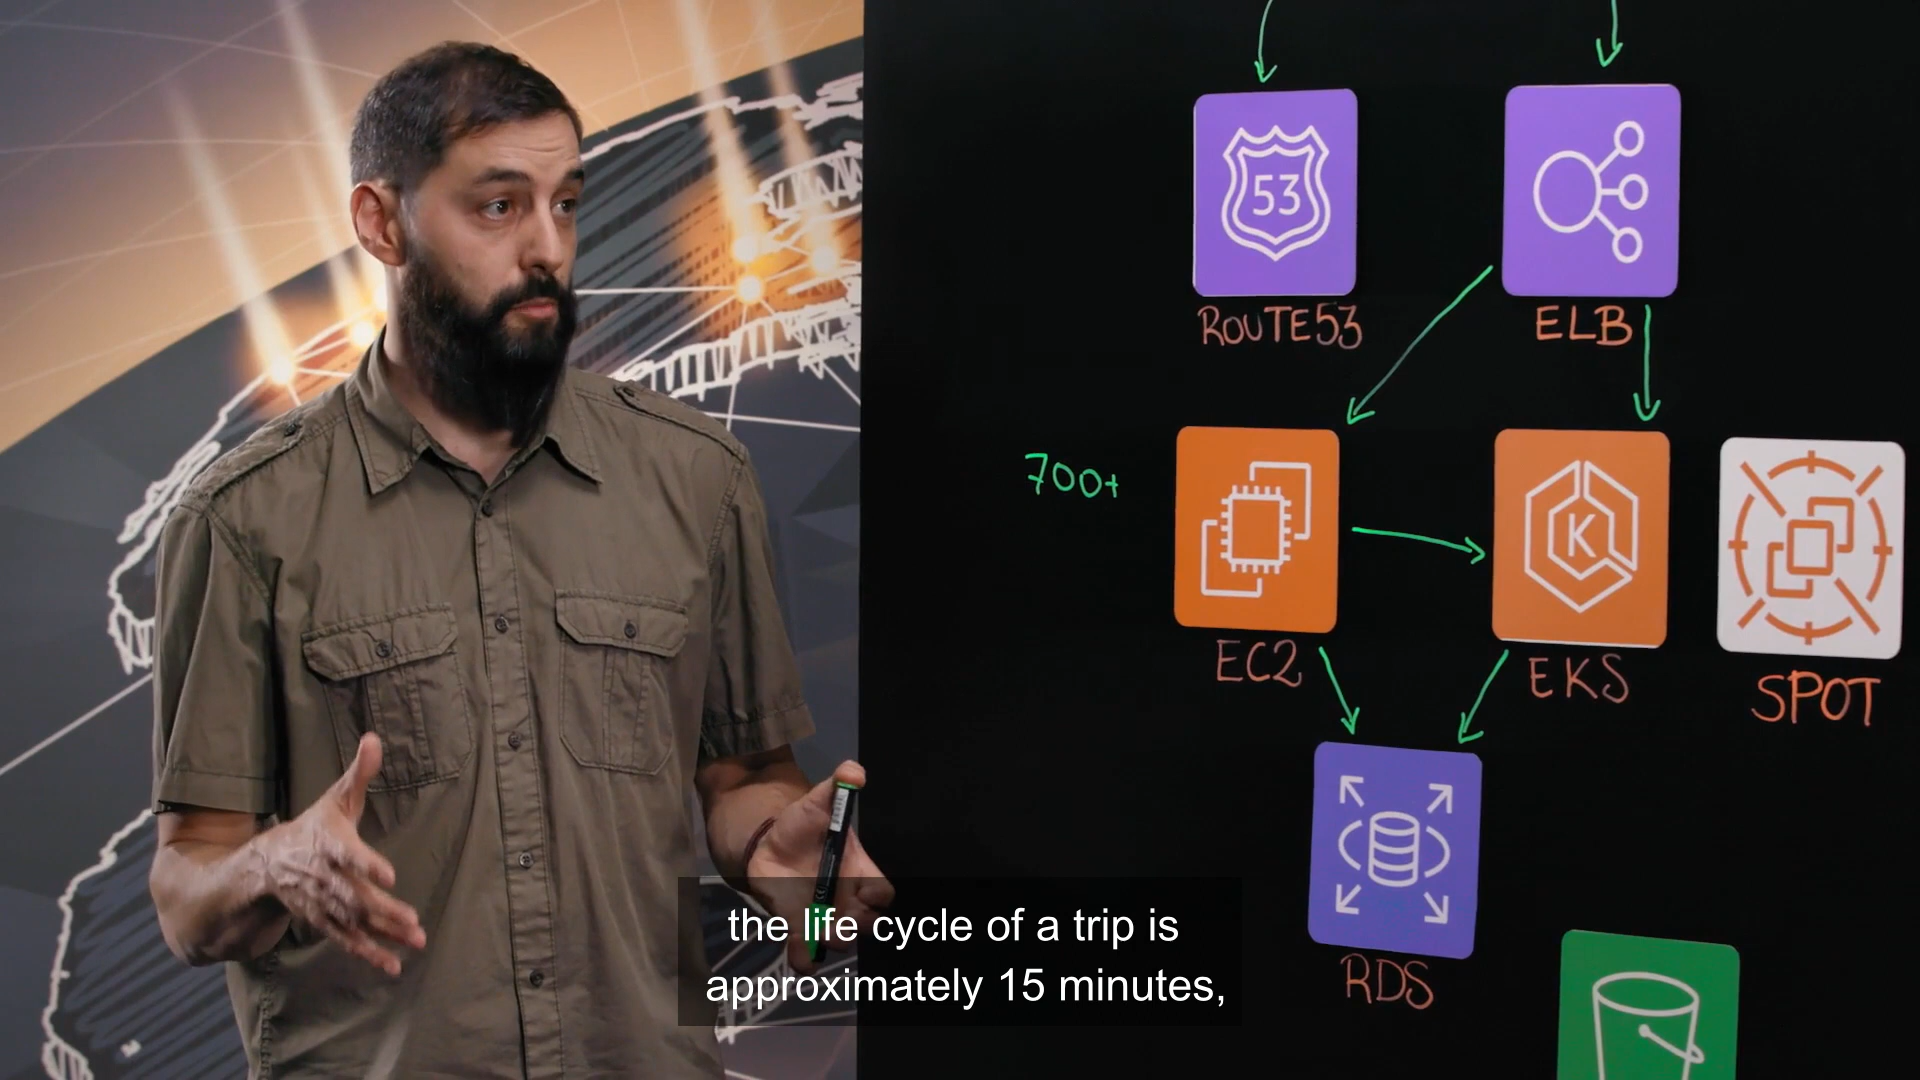 53
ROUTE53
ELB
700+
K
EC2
EKS
SPOT
RDS
the life cycle of a trip is
approximately 15 minutes,